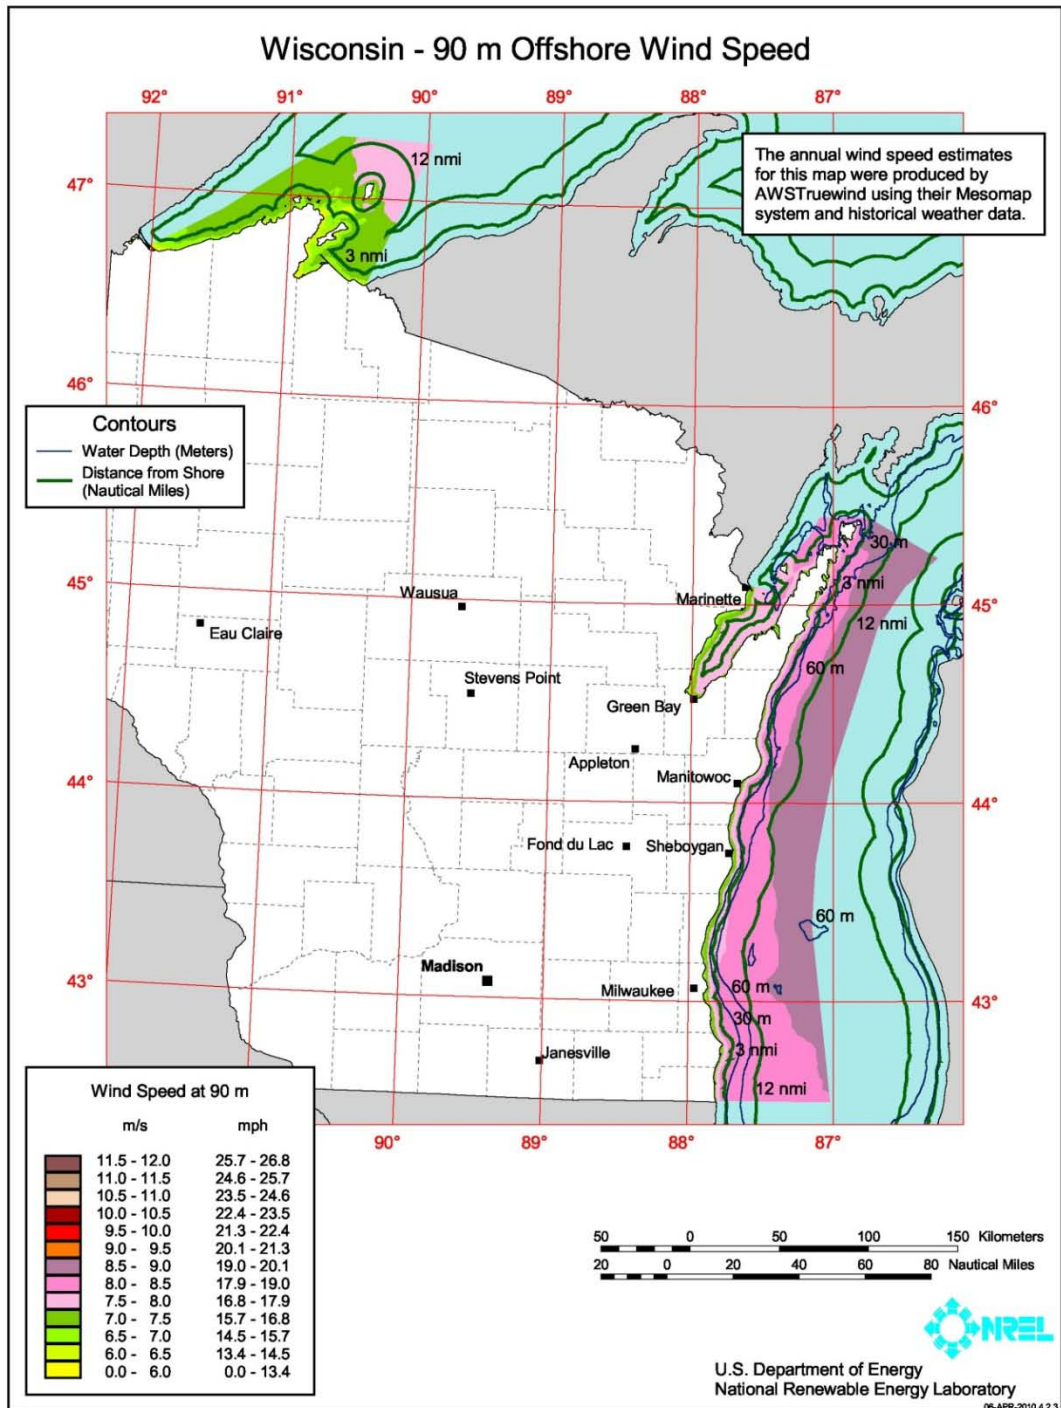 Wisconsin - 90 m Offshore Wind Speed
92° 91° 90° 89° 88° 87°
The annual wind speed estimates
for this map were produced by
AWSTruewind using their Mesomap
system and historical weather data.
12 nmi
47°
47°
3 nmi
46°
46°
Contours
Water Depth (Meters)
Distance from Shore
(Nautical Miles)
30 m
45°
Wausua
Marinette
3 nmi
45°
Eau Claire
12 nmi
60 m
Stevens Point
Green Bay
Appleton
Manitowoc
44°
44°
Fond du Lac
Sheboygan
60 m
Madison
43°
Milwaukee
60 m
43°
30 m
Janesville
3 nmi
12 nmi
90° 89° 88° 87°
Wind Speed at 90 m
m/s mph
11.5 - 12.0 25.7 - 26.8
11.0 - 11.5 24.6 - 25.7
10.5 - 11.0 23.5 - 24.6
10.0 - 10.5 22.4 - 23.5
9.5 - 10.0 21.3 - 22.4
9.0 - 9.5 20.1 - 21.3
8.5 - 9.0 19.0 - 20.1
8.0 - 8.5 17.9 - 19.0
7.5 - 8.0 16.8 - 17.9
7.0 - 7.5 15.7 - 16.8
6.5 - 7.0 14.5 - 15.7
6.0 - 6.5 13.4 - 14.5
0.0 - 6.0 0.0 - 13.4
50 0 50 100 150 Kilometers
20 0 20 40 60 80 Nautical Miles
NREL
U.S. Department of Energy
National Renewable Energy Laboratory
06-APR-2010 4.2.3